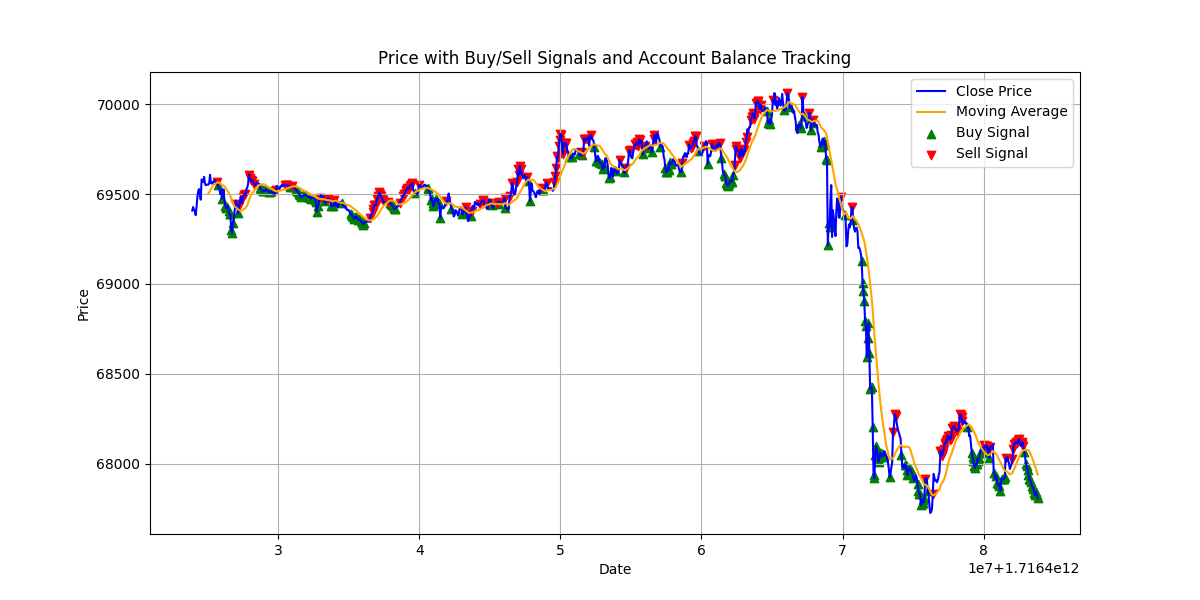 Price with Buy/Sell Signals and Account Balance Tracking
Close Price
Moving Average
Buy Signal
Sell Signal
70000
69500
69000
68500
68000
Price
3 4 5 6 7 8
Date
1e7+1.7164e12